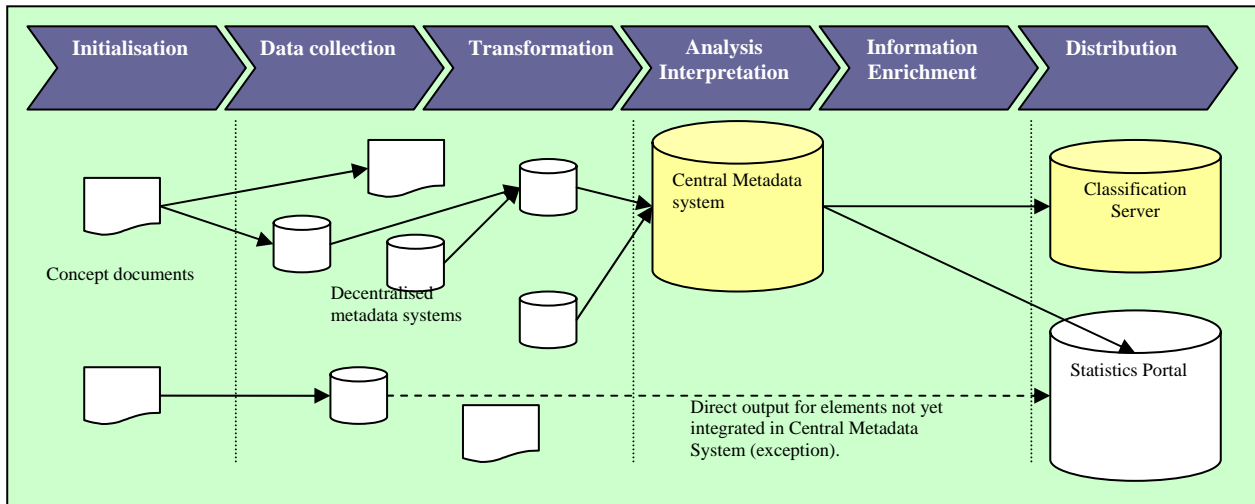 Initialisation
Data collection
Transformation
Analysis
Interpretation
Information
Enrichment
Distribution
Central Metadata
system
Classification
Server
Concept documents
Decentralised
metadata systems
Statistics Portal
Direct output for elements not yet
integrated in Central Metadata
System (exception).